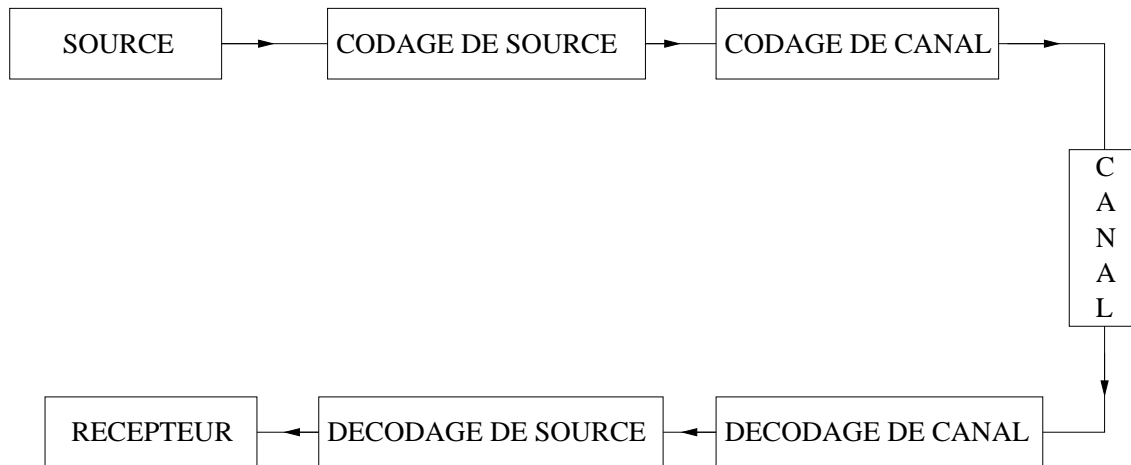 SOURCE
CODAGE DE SOURCE
CODAGE DE CANAL
C
A
N
A
L
DECODAGE DE CANAL
DECODAGE DE SOURCE
RECEPTEUR